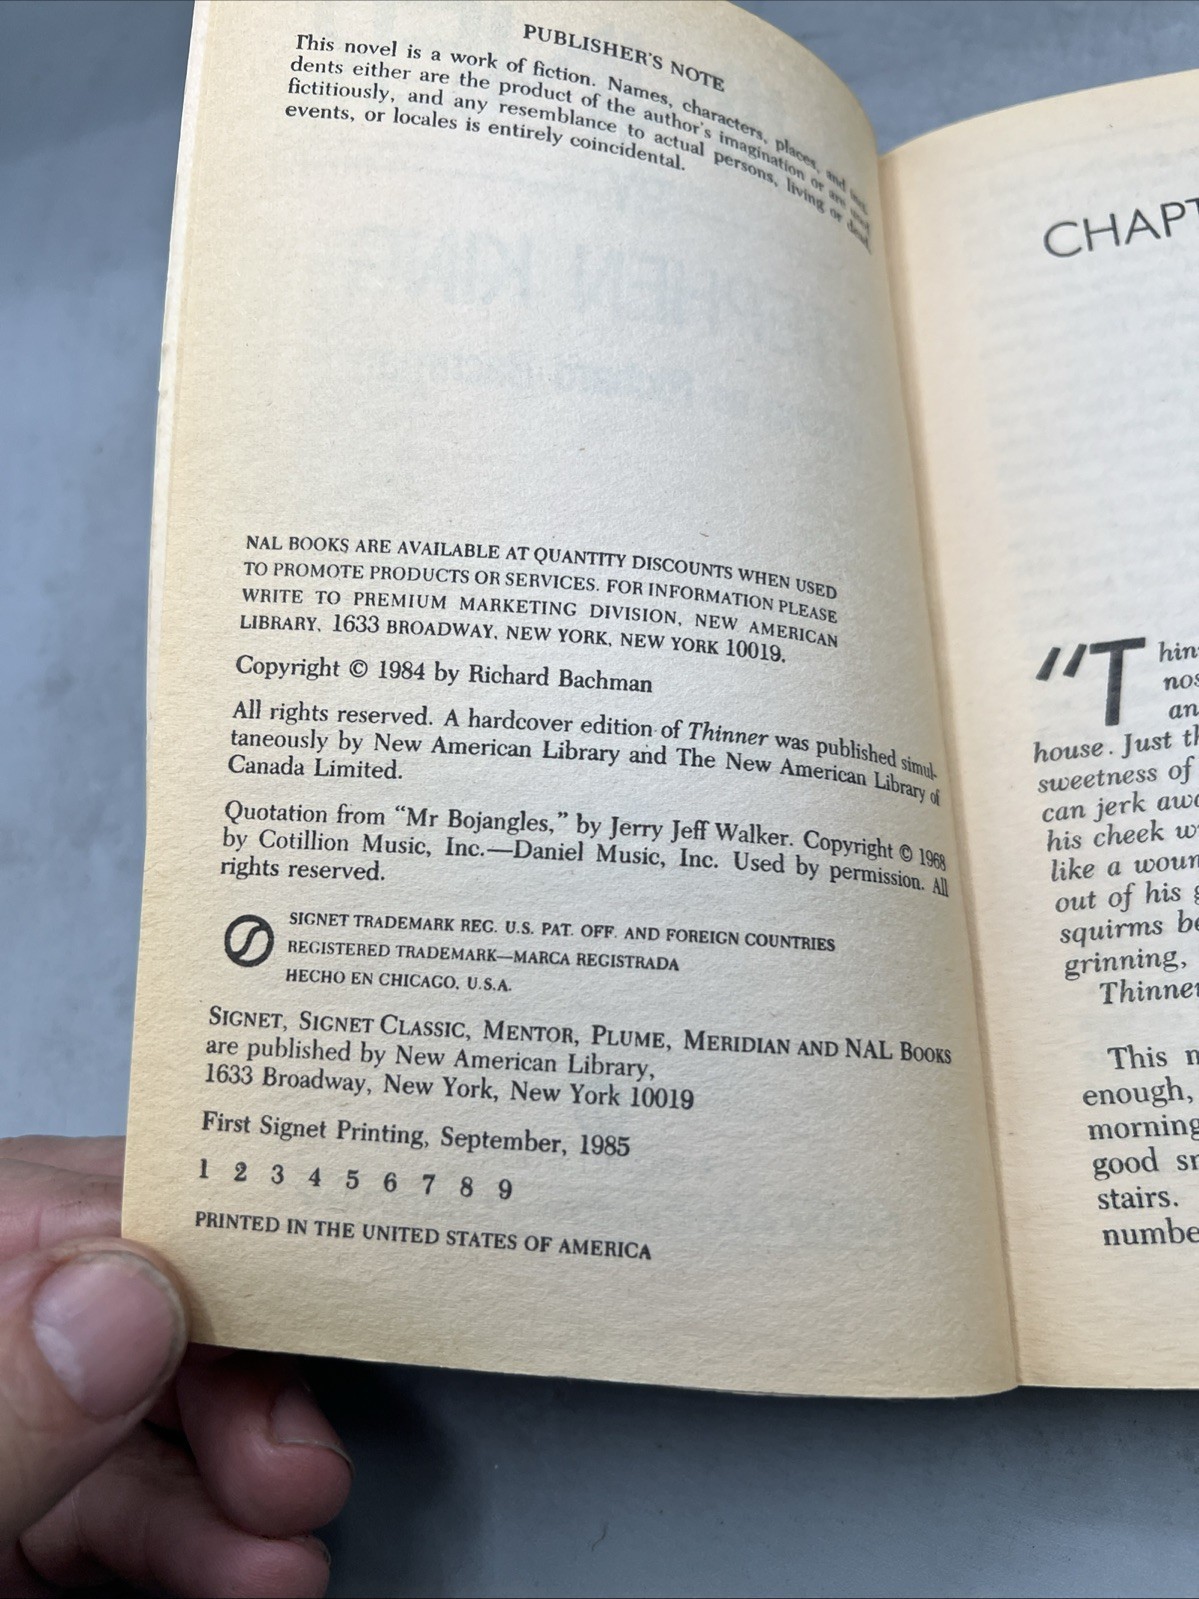 PUBLISHER'S NOTE
This novel is a work of fiction. Names, characters, places, and inci-
dents either are the product of the author's imagination or are used
fictitiously, and any resemblance to actual persons, living or dead,
events, or locales is entirely coincidental.
NAL BOOKS ARE AVAILABLE AT QUANTITY DISCOUNTS WHEN USED
TO PROMOTE PRODUCTS OR SERVICES. FOR INFORMATION PLEASE
WRITE TO PREMIUM MARKETING DIVISION, NEW AMERICAN
LIBRARY, 1633 BROADWAY, NEW YORK, NEW YORK 10019.
Copyright © 1984 by Richard Bachman
All rights reserved. A hardcover edition of Thinner was published simul-
taneously by New American Library and The New American Library of
Canada Limited.
Quotation from "Mr Bojangles," by Jerry Jeff Walker. Copyright © 1968
by Cotillion Music, Inc.—Daniel Music, Inc. Used by permission. All
rights reserved.
SIGNET TRADEMARK REG. U.S. PAT. OFF. AND FOREIGN COUNTRIES
REGISTERED TRADEMARK—MARCA REGISTRADA
HECHO EN CHICAGO, U.S.A.
SIGNET, SIGNET CLASSIC, MENTOR, PLUME, MERIDIAN AND NAL BOOKS
are published by New American Library,
1633 Broadway, New York, New York 10019
First Signet Printing, September, 1985
1 2 3 4 5 6 7 8 9
PRINTED IN THE UNITED STATES OF AMERICA
CHAPT
"Thin
nos
an
house. Just th
sweetness of
can jerk awa
his cheek w
like a woun
out of his g
squirms be
grinning,
Thinner
This n
enough,
morning
good sm
stairs.
numbe